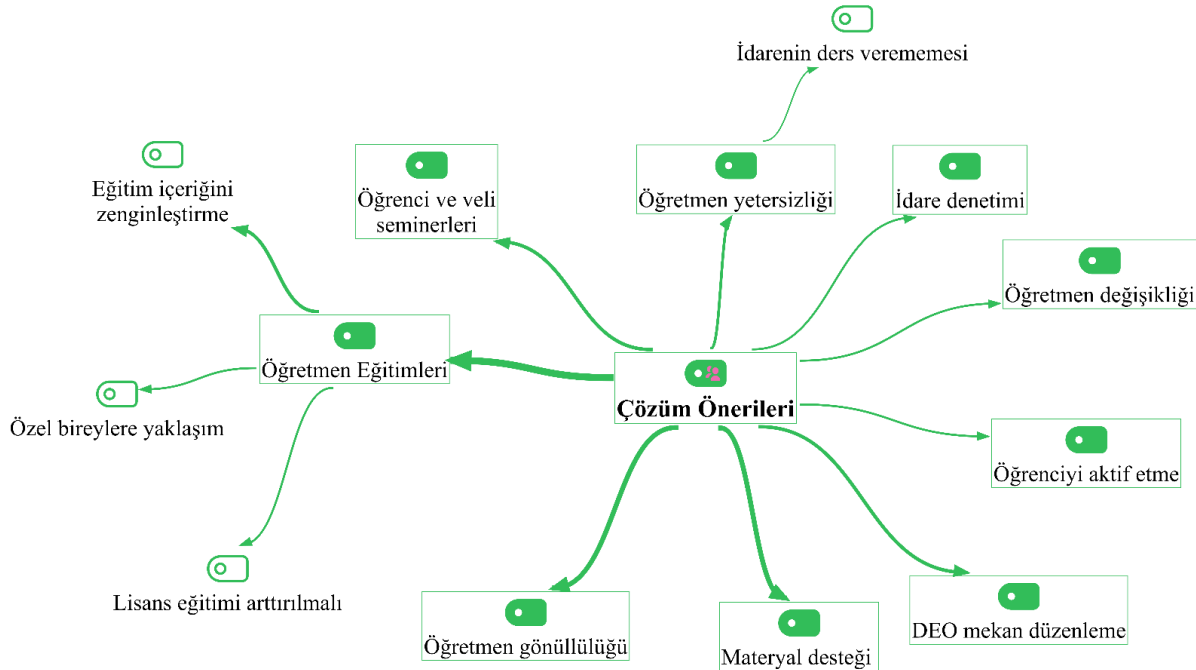 İdarenin ders verememesi
Eğitim içeriğini
zenginleştirme
Öğrenci ve veli
seminerleri
Öğretmen yetersizliği
İdare denetimi
Öğretmen değişikliği
Öğretmen Eğitimleri
Çözüm Önerileri
Özel bireylere yaklaşım
Öğrenciyi aktif etme
Lisans eğitimi arttırılmalı
Öğretmen gönüllülüğü
Materyal desteği
DEO mekan düzenleme